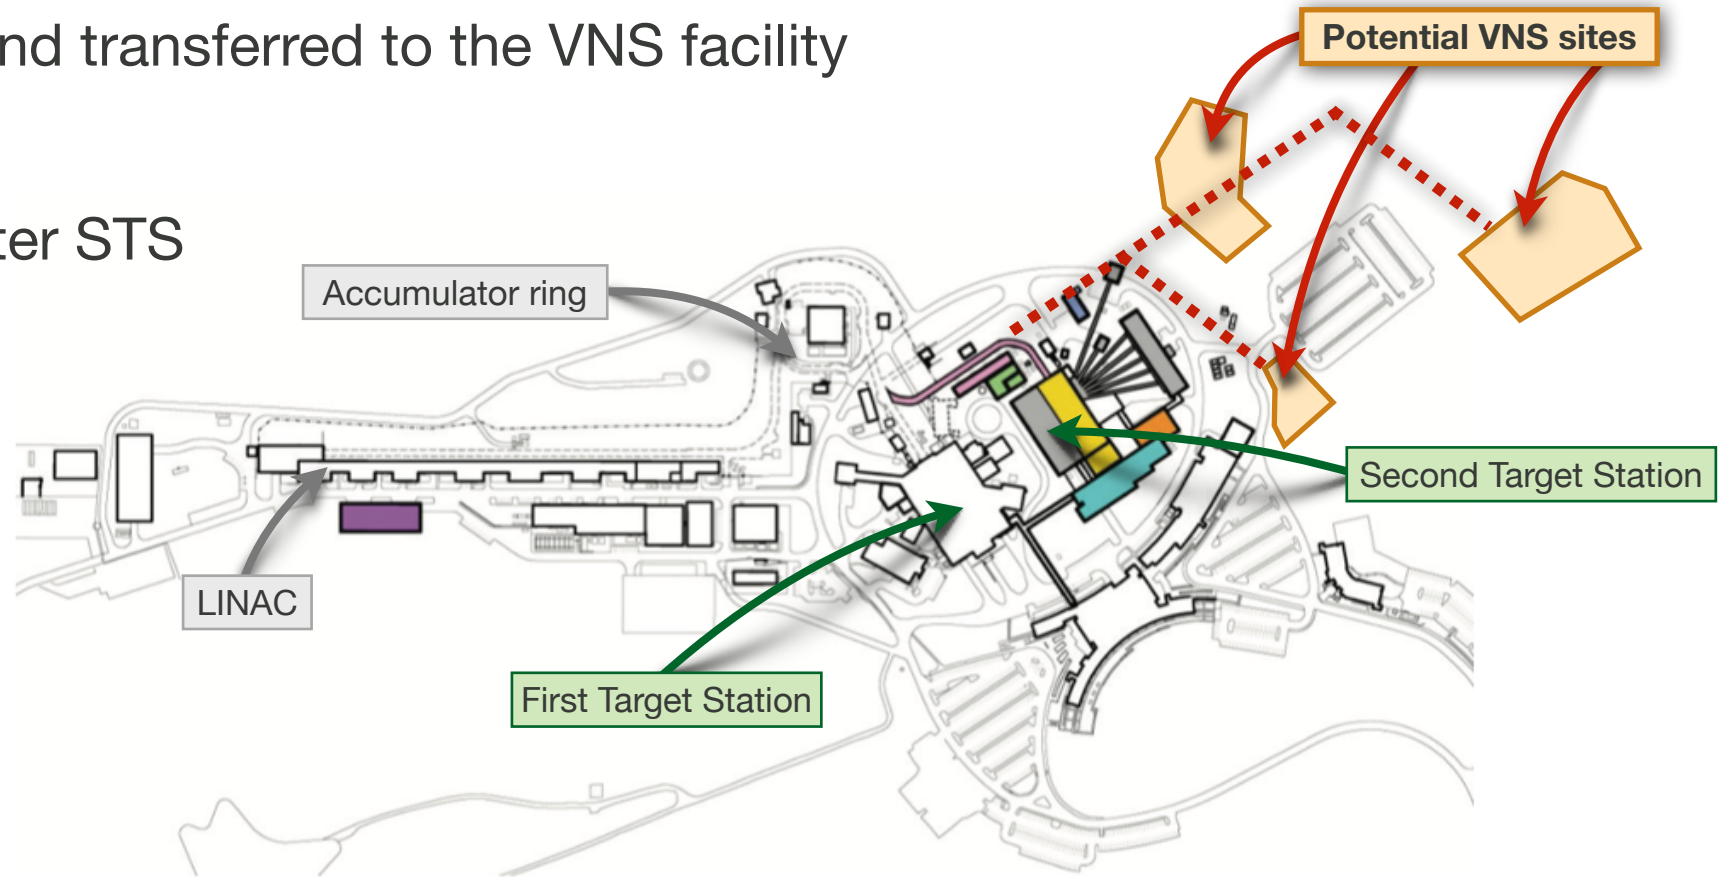 nd transferred to the VNS facility
Potential VNS sites
ter STS
Accumulator ring
Second Target Station
LINAC
First Target Station